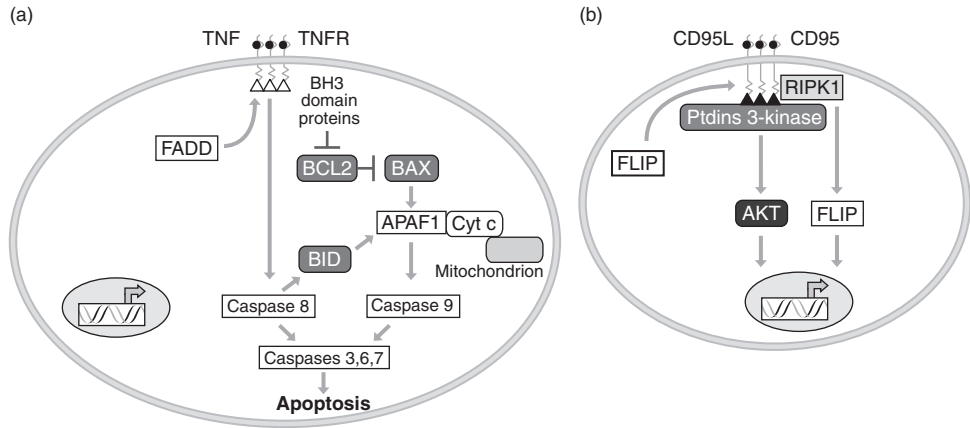 (a)
TNF TNFR
BH3
domain
proteins
FADD
BCL2 BAX
APAF1 Cyt c
BID
Mitochondrion
Caspase 8 Caspase 9
Caspases 3,6,7
Apoptosis
(b)
CD95L CD95
RIPK1
Ptdins 3-kinase
FLIP
AKT FLIP